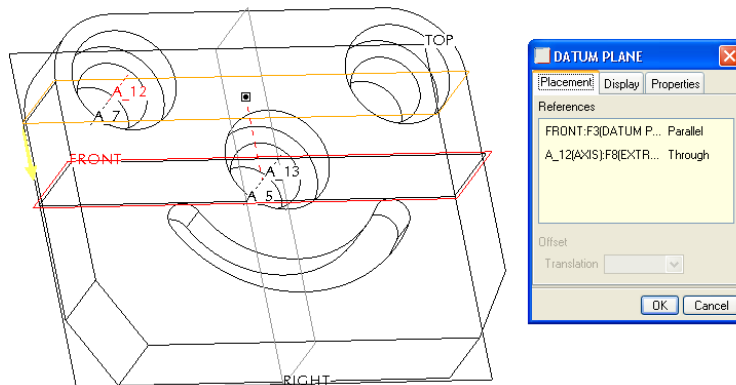 TOP
A_12
A_7
FRONT
A_13
A_5
RIGHT
DATUM PLANE
Placement Display Properties
References
FRONT:F3(DATUM P... Parallel
A_12(AXIS):F8(EXTR... Through
Offset
Translation
OK Cancel